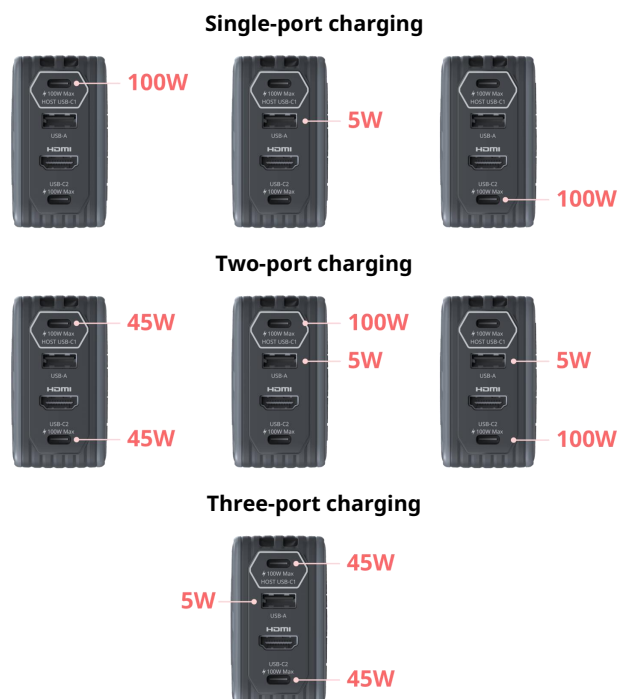 Single-port charging
⚡100W Max
HOST USB-C1
100W
USB-A
HDMI
USB-C2
⚡100W Max
⚡100W Max
HOST USB-C1
USB-A
5W
HDMI
USB-C2
⚡100W Max
⚡100W Max
HOST USB-C1
USB-A
HDMI
USB-C2
⚡100W Max
100W
Two-port charging
45W
⚡100W Max
HOST USB-C1
USB-A
HDMI
USB-C2
⚡100W Max
45W
100W
⚡100W Max
HOST USB-C1
5W
USB-A
HDMI
USB-C2
⚡100W Max
⚡100W Max
HOST USB-C1
5W
USB-A
HDMI
USB-C2
⚡100W Max
100W
Three-port charging
45W
⚡100W Max
HOST USB-C1
5W
USB-A
HDMI
USB-C2
⚡100W Max
45W